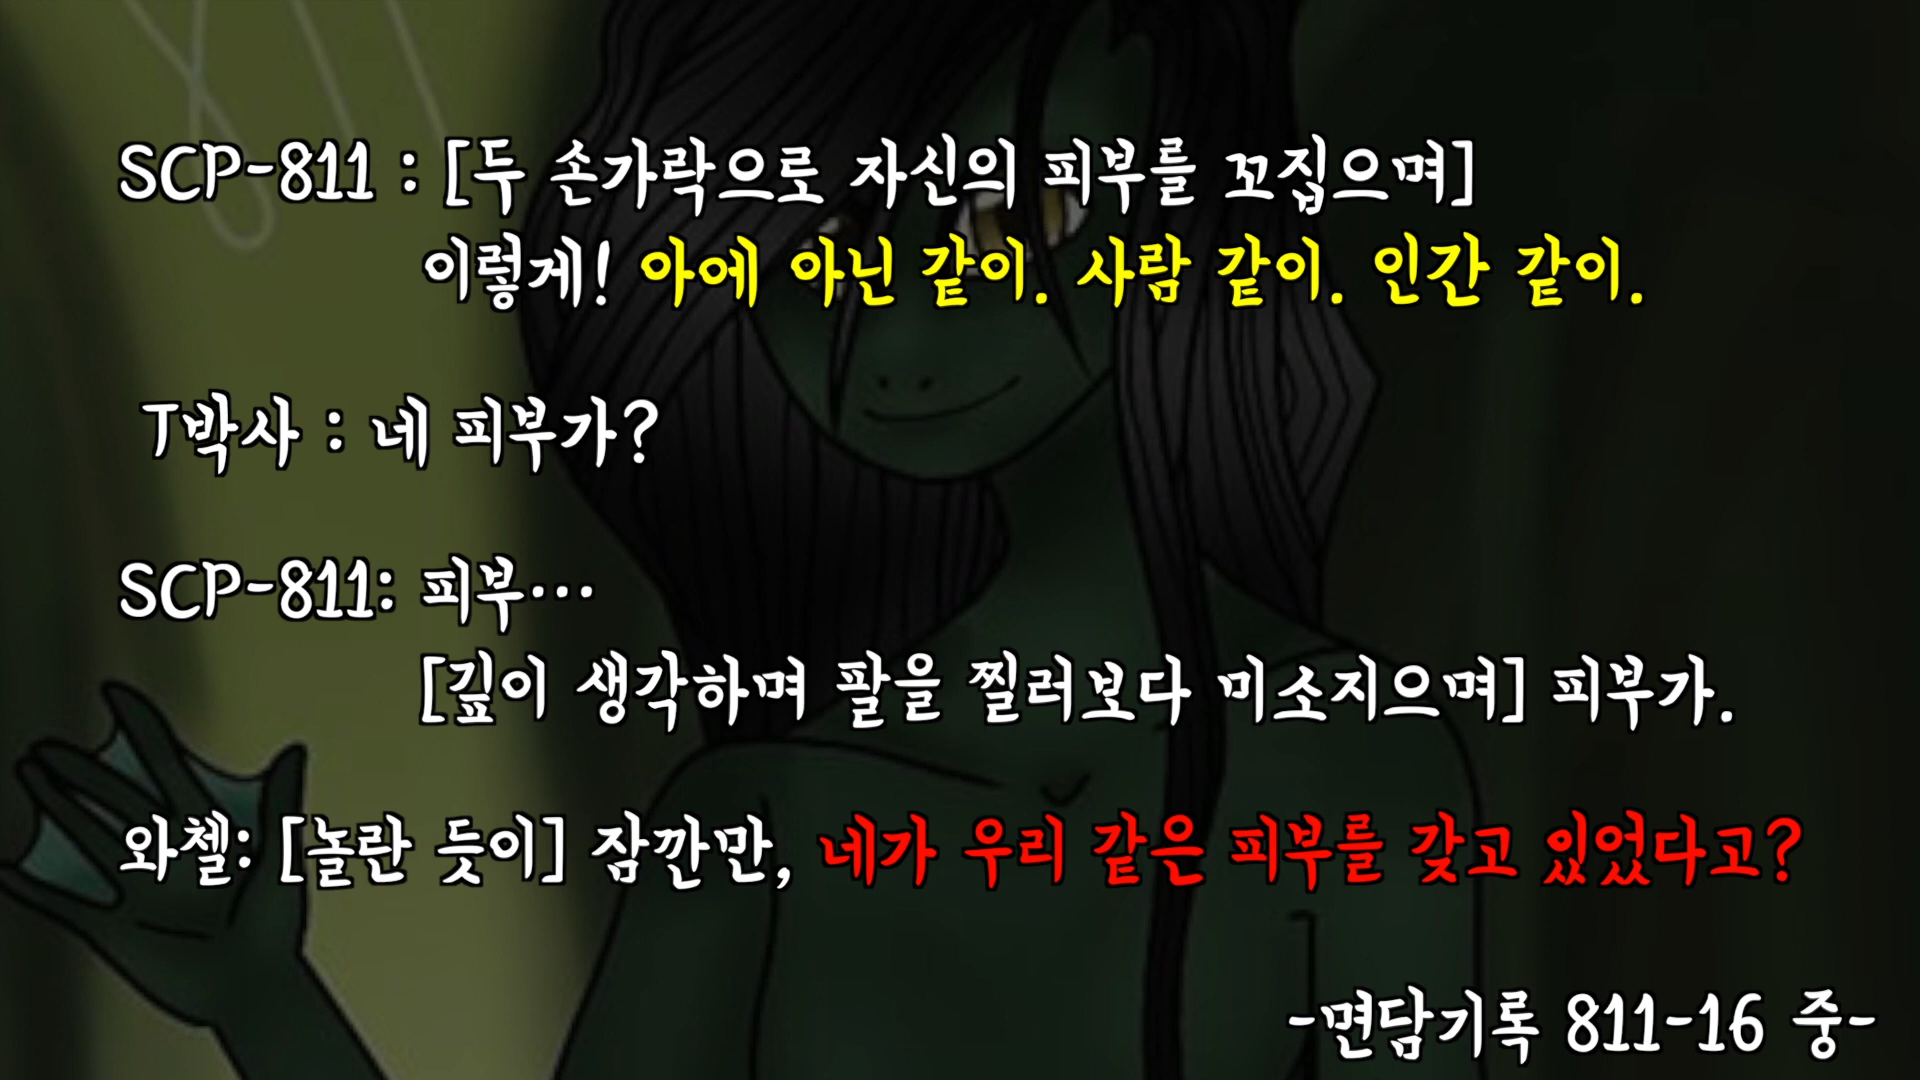 SCP-811 : [두 손가락으로 자신의 피부를 꼬집으며]
이렇게! 아에 아닌 같이. 사람 같이. 인간 같이.
T박사 : 네 피부가?
SCP-811: 피부…
[깊이 생각하며 팔을 찔러보다 미소지으며] 피부가.
와첼: [놀란 듯이] 잠깐만, 네가 우리 같은 피부를 갖고 있었다고?
-면담기록 811-16 중-